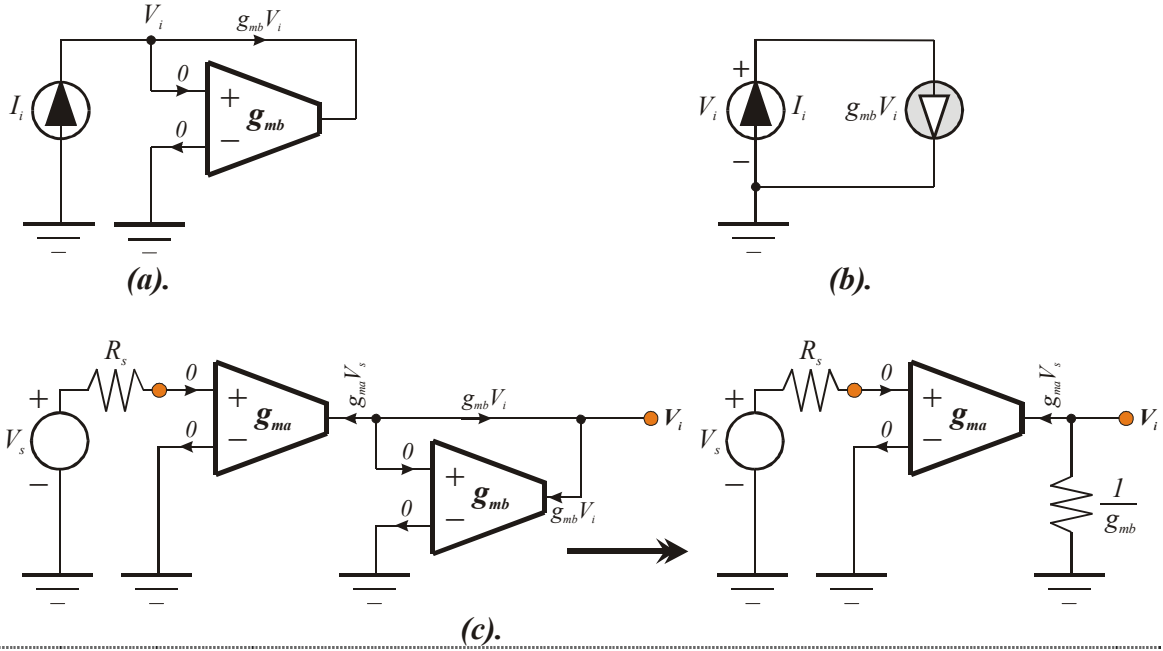 V_i
g_mb V_i
I_i
0
+
g_mb
0
−
(a).
+
V_i
I_i
g_mb V_i
−
(b).
R_s
0
+
V_s
−
+
g_ma
0
−
g_ma V_s
g_mb V_i
V_i
0
+
g_mb
0
−
g_mb V_i
R_s
0
+
V_s
−
+
g_ma
0
−
g_ma V_s
V_i
1
g_mb
(c).